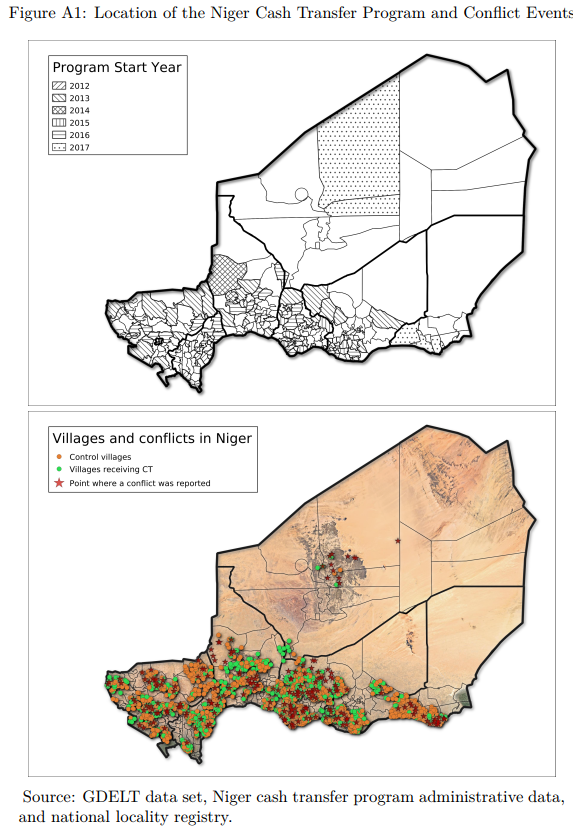 Figure A1: Location of the Niger Cash Transfer Program and Conflict Events
Program Start Year
2012
2013
2014
2015
2016
2017
Villages and conflicts in Niger
Control villages
Villages receiving CT
Point where a conflict was reported
Source: GDELT data set, Niger cash transfer program administrative data,
and national locality registry.